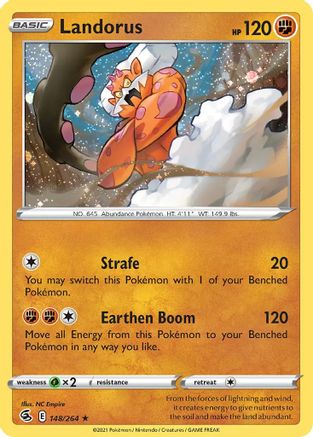 BASIC
Landorus
HP 120
NO. 645 Abundance Pokémon. HT. 4'11" WT. 149.9 lbs.
Strafe 20
You may switch this Pokémon with 1 of your Benched
Pokémon.
Earthen Boom 120
Move all Energy from this Pokémon to your Benched
Pokémon in any way you like.
weakness ×2 resistance retreat
Illus. NC Empire
E 148/264 ★
From the forces of lightning and wind,
it creates energy to give nutrients to
the soil and make the land abundant.
©2021 Pokémon / Nintendo / Creatures / GAME FREAK